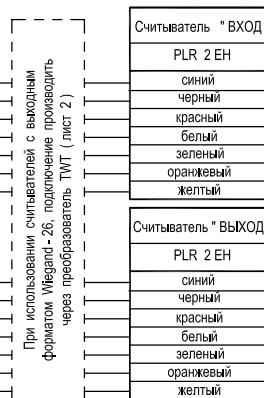 При использовании считывателей с выходным
форматом Wiegand - 26, подключение производить
через преобразователь TWT ( лист 2 )
Считыватель " ВХОД
PLR 2 EH
синий
черный
красный
белый
зеленый
оранжевый
желтый
Считыватель " ВЫХОД
PLR 2 EH
синий
черный
красный
белый
зеленый
оранжевый
желтый